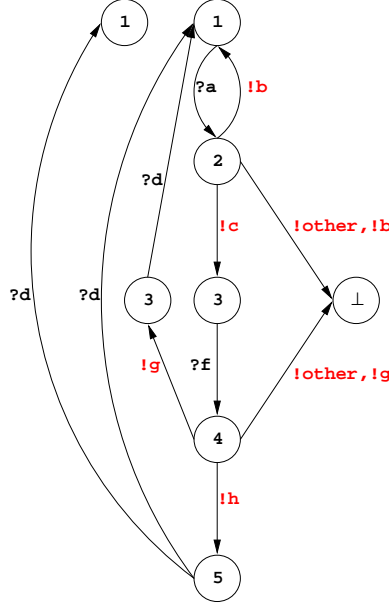 1 1
?a !b
2
?d
!c !other,!b
3 3 ⊥
?d ?d
!g ?f !other,!g
4
!h
5